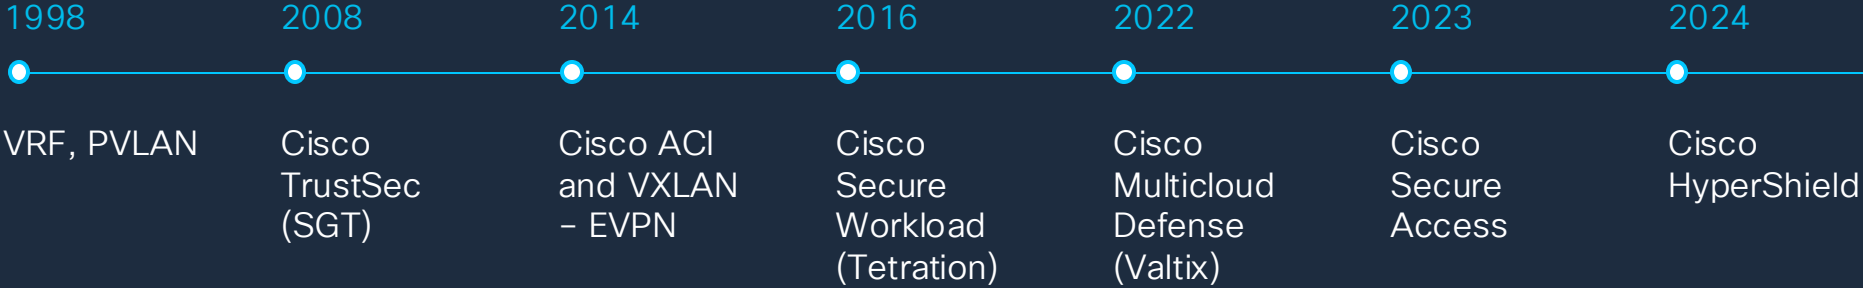 1998
VRF, PVLAN
2008
Cisco
TrustSec
(SGT)
2014
Cisco ACI
and VXLAN
– EVPN
2016
Cisco
Secure
Workload
(Tetration)
2022
Cisco
Multicloud
Defense
(Valtix)
2023
Cisco
Secure
Access
2024
Cisco
HyperShield